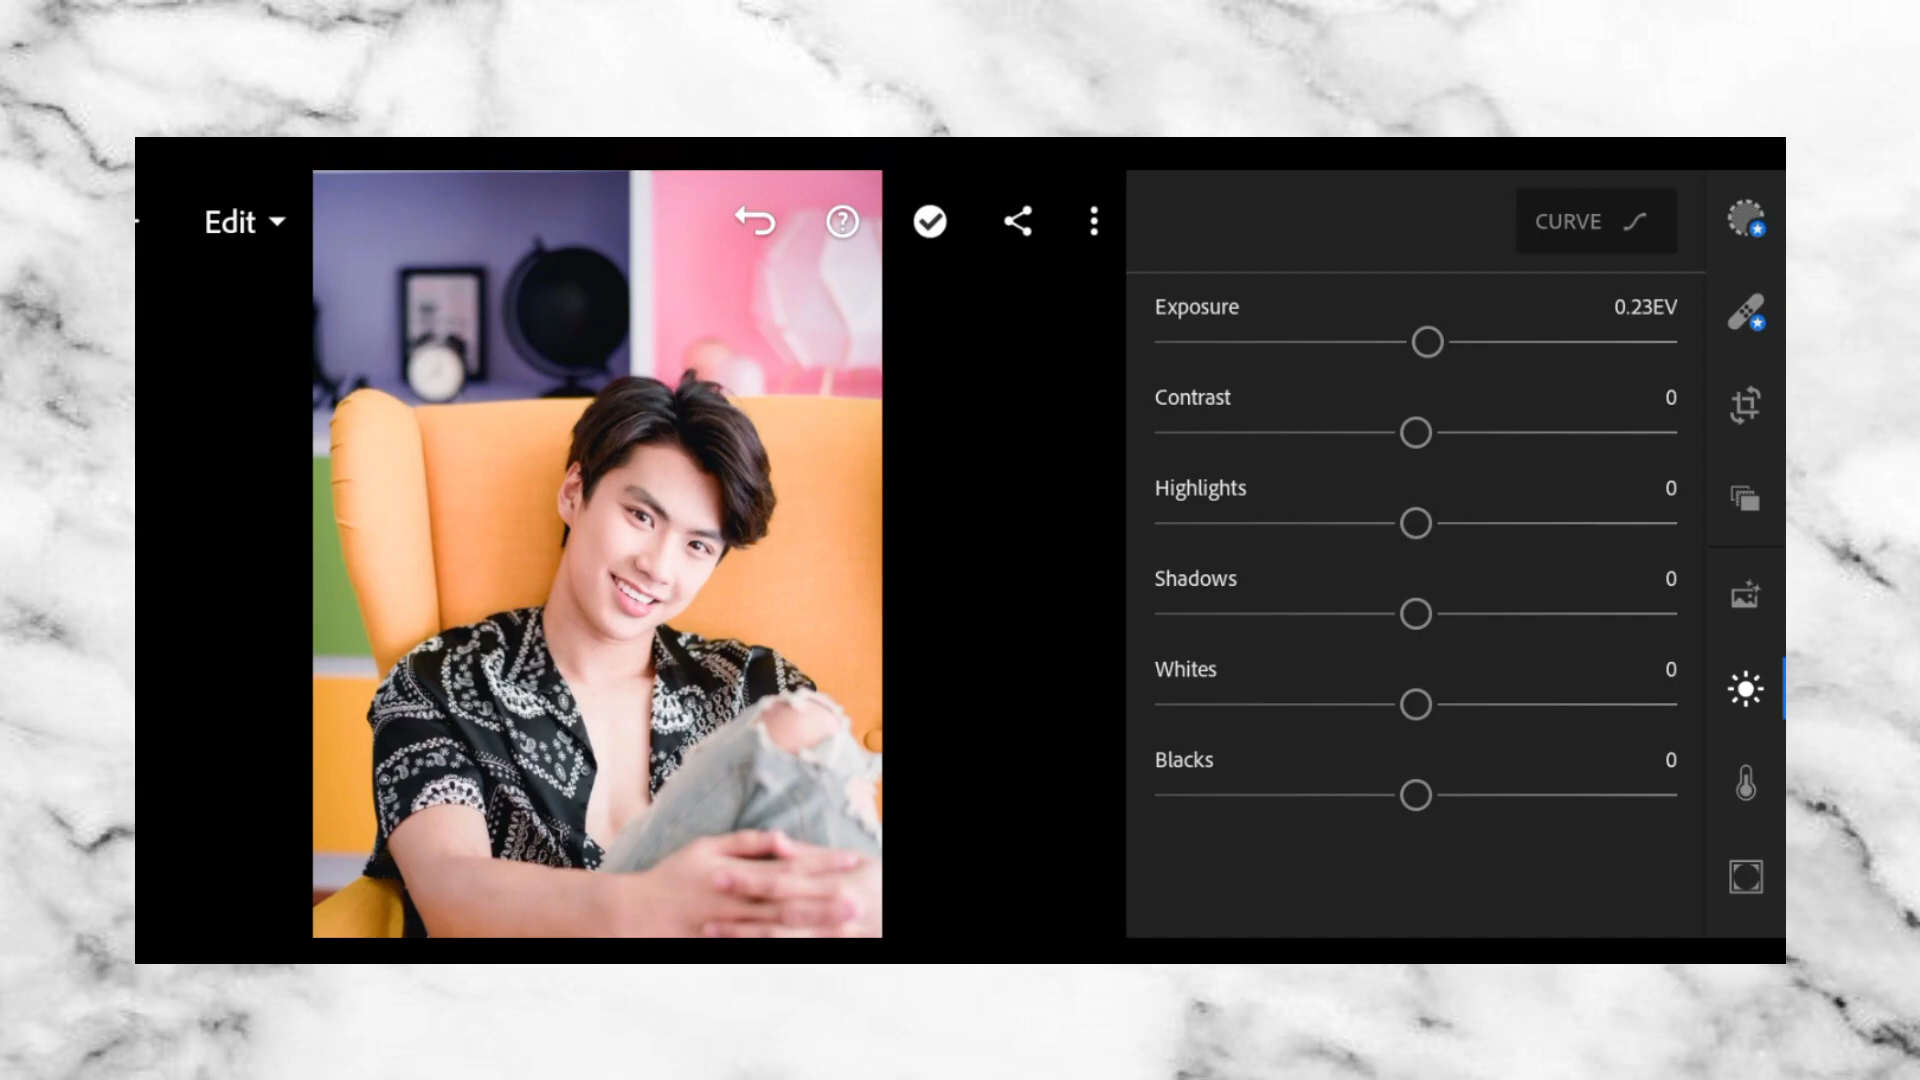 Edit
CURVE
Exposure 0.23EV
Contrast 0
Highlights 0
Shadows 0
Whites 0
Blacks 0